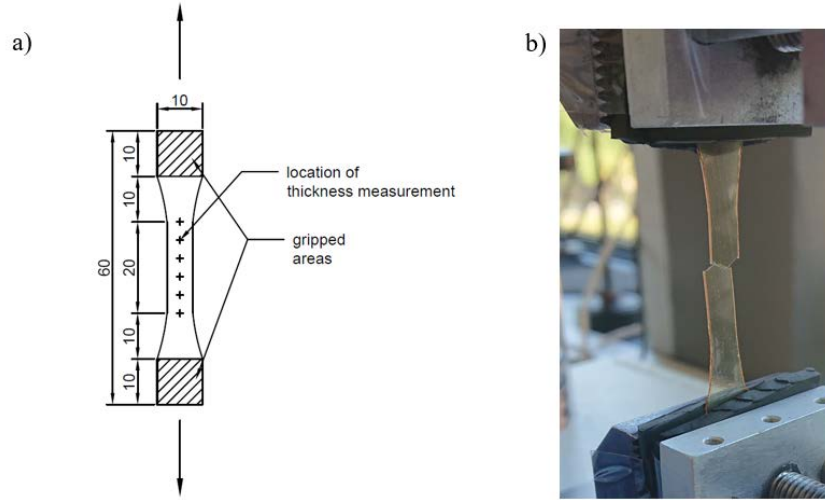 a)
b)
10
10
10
20
60
10
10
location of
thickness measurement
gripped
areas